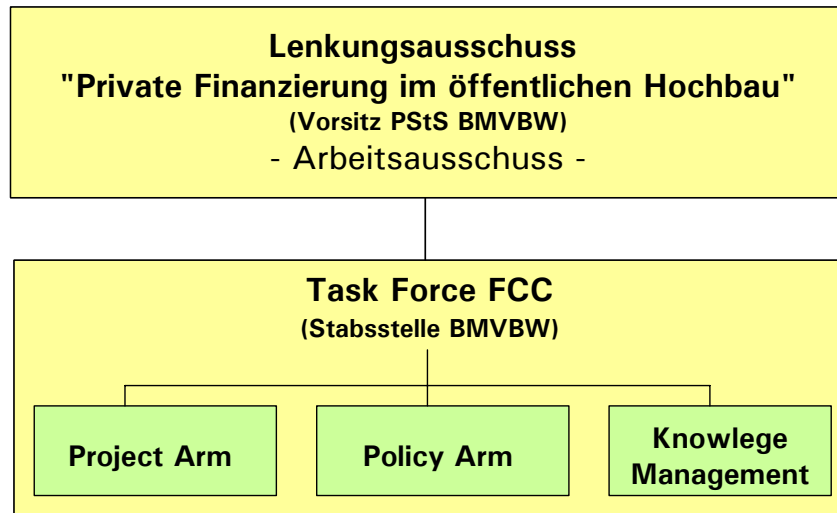 Lenkungsausschuss
"Private Finanzierung im öffentlichen Hochbau"
(Vorsitz PStS BMVBW)
- Arbeitsausschuss -
Task Force FCC
(Stabsstelle BMVBW)
Project Arm
Policy Arm
Knowlege
Management